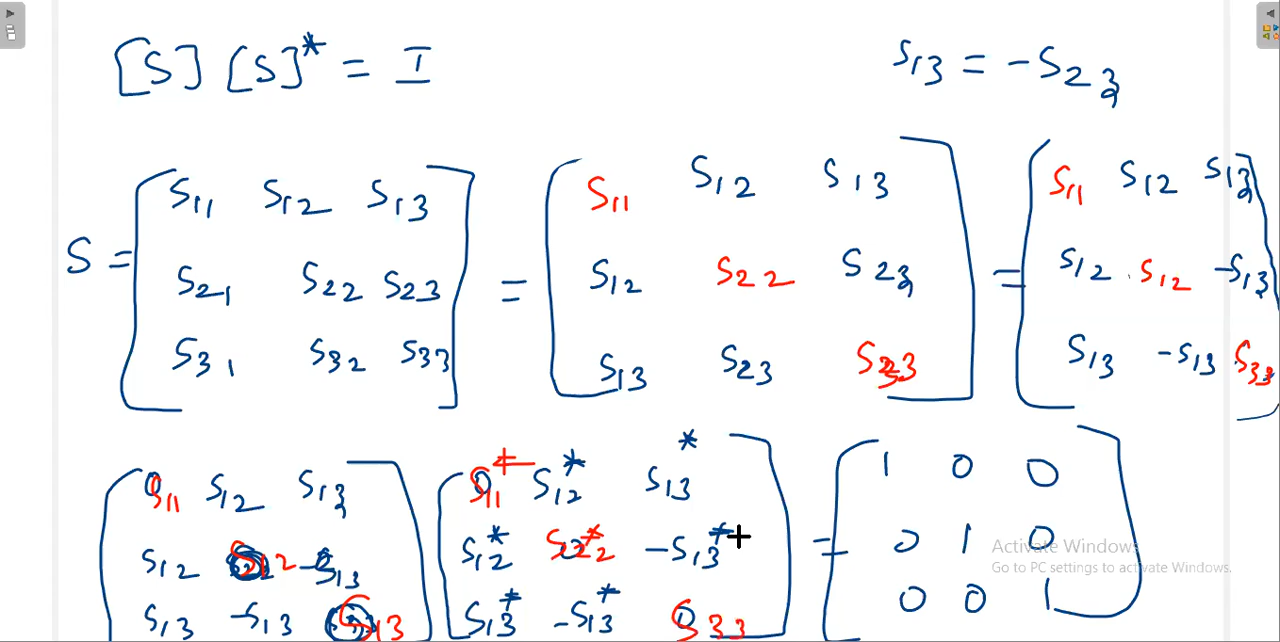 [S] [S]* = I
S13 = -S23
S11 S12 S13 S11 S12 S13 S11 S12 S13
S = S21 S22 S23 = S12 S22 S23 = S12 S12 -S13
S31 S32 S33 S13 S23 S33 S13 -S13 S33
S11 S12 S13 S11* S12* S13* 1 0 0
S12 -S13 S12* -S13* = 0 1 0
S13 -S13 S13* -S13* S33 0 0 1
Activate Windows
Go to PC settings to activate Windows.